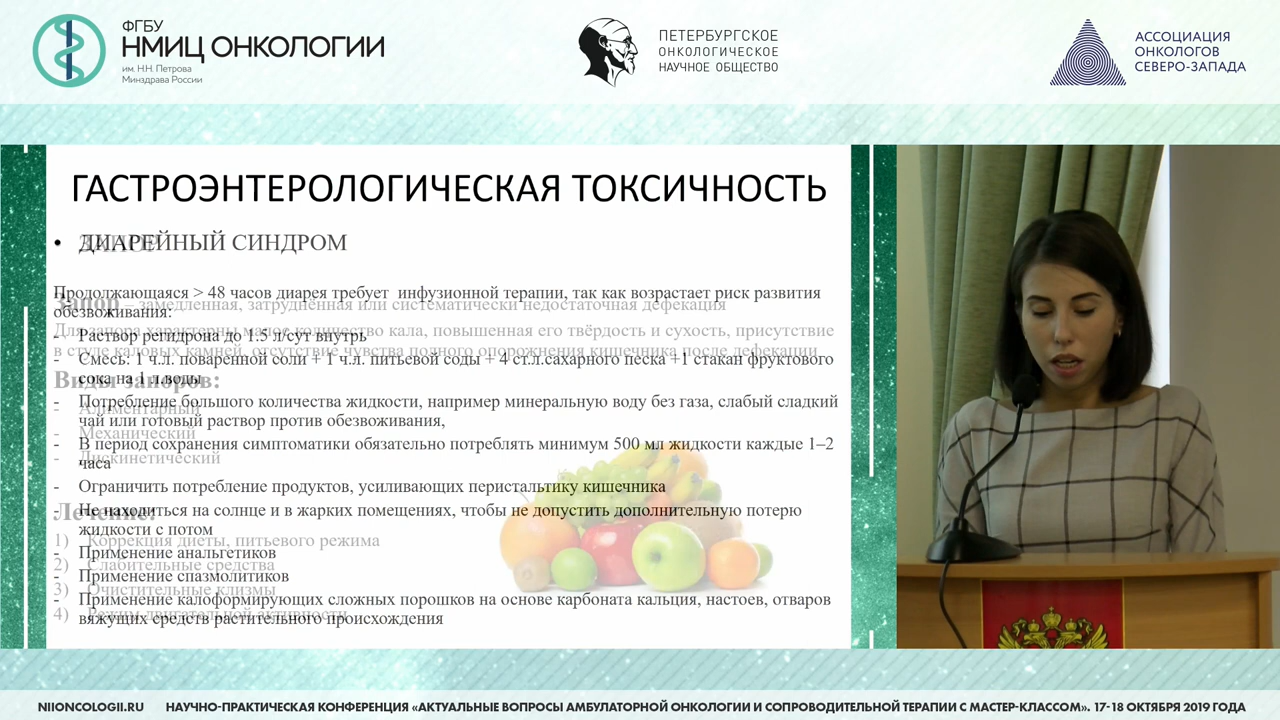 ФГБУ
НМИЦ ОНКОЛОГИИ
им. Н.Н. Петрова
Минздрава России
ПЕТЕРБУРГСКОЕ
ОНКОЛОГИЧЕСКОЕ
НАУЧНОЕ ОБЩЕСТВО
АССОЦИАЦИЯ
ОНКОЛОГОВ
СЕВЕРО-ЗАПАДА
ГАСТРОЭНТЕРОЛОГИЧЕСКАЯ ТОКСИЧНОСТЬ
• ДИАРЕЙНЫЙ СИНДРОМ
Продолжающаяся > 48 часов диарея требует инфузионной терапии, так как возрастает риск развития
обезвоживания:
- Раствор регидрона до 1.5 л/сут внутрь
- Смесь: 1 ч.л. поваренной соли + 1 ч.л. питьевой соды + 4 ст.л.сахарного песка +1 стакан фруктового
сока на 1 л.воды
- Потребление большого количества жидкости, например минеральную воду без газа, слабый сладкий
чай или готовый раствор против обезвоживания,
- В период сохранения симптоматики обязательно потреблять минимум 500 мл жидкости каждые 1–2
часа
- Ограничить потребление продуктов, усиливающих перистальтику кишечника
- Не находиться на солнце и в жарких помещениях, чтобы не допустить дополнительную потерю
жидкости с потом
- Применение анальгетиков
- Применение спазмолитиков
- Применение калоформирующих сложных порошков на основе карбоната кальция, настоев, отваров
вяжущих средств растительного происхождения
Запор – замедленная, затруднённая или систематически недостаточная дефекация
Для запора характерны малое количество кала, повышенная его твёрдость и сухость, присутствие
в стуле каловых камней, отсутствие чувства полного опорожнения кишечника после дефекации
Виды запоров:
- Алиментарный
- Механический
- Дискинетический
Лечение:
1) Коррекция диеты, питьевого режима
2) Слабительные средства
3) Очистительные клизмы
4) Режим двигательной активности
NIIONCOLOGII.RU НАУЧНО-ПРАКТИЧЕСКАЯ КОНФЕРЕНЦИЯ «АКТУАЛЬНЫЕ ВОПРОСЫ АМБУЛАТОРНОЙ ОНКОЛОГИИ И СОПРОВОДИТЕЛЬНОЙ ТЕРАПИИ С МАСТЕР-КЛАССОМ». 17-18 ОКТЯБРЯ 2019 ГОДА